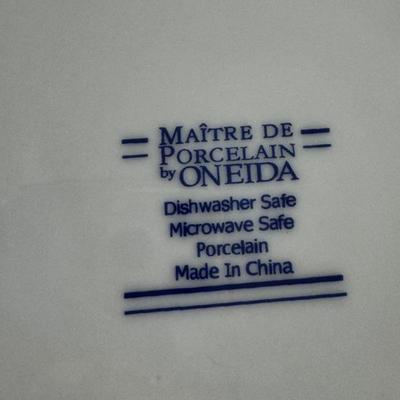 MAÎTRE DE
PORCELAIN
by ONEIDA
Dishwasher Safe
Microwave Safe
Porcelain
Made In China